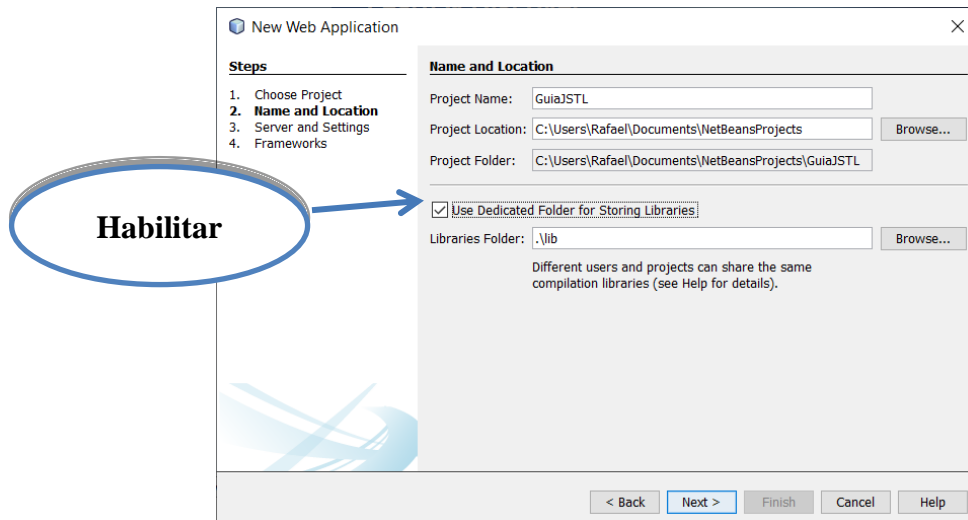 New Web Application
Steps
1. Choose Project
2. Name and Location
3. Server and Settings
4. Frameworks
Habilitar
Name and Location
Project Name: GuiaJSTL
Project Location: C:\Users\Rafael\Documents\NetBeansProjects Browse...
Project Folder: C:\Users\Rafael\Documents\NetBeansProjects\GuiaJSTL
Use Dedicated Folder for Storing Libraries
Libraries Folder: .\lib Browse...
Different users and projects can share the same
compilation libraries (see Help for details).
< Back Next > Finish Cancel Help